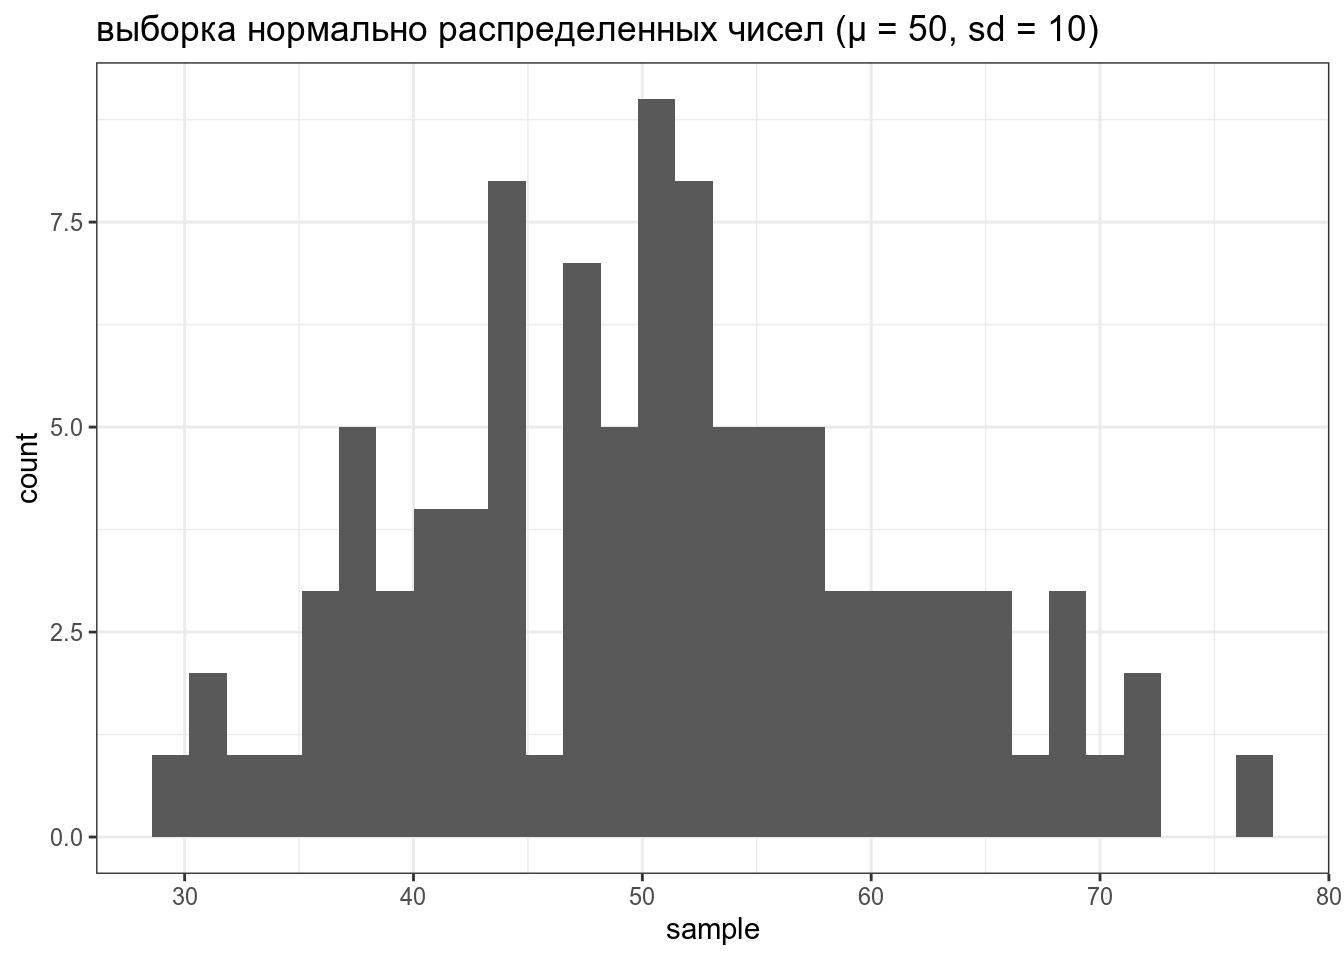 выборка нормально распределенных чисел (μ = 50, sd = 10)
7.5
5.0
2.5
0.0
count
30 40 50 60 70 80
sample